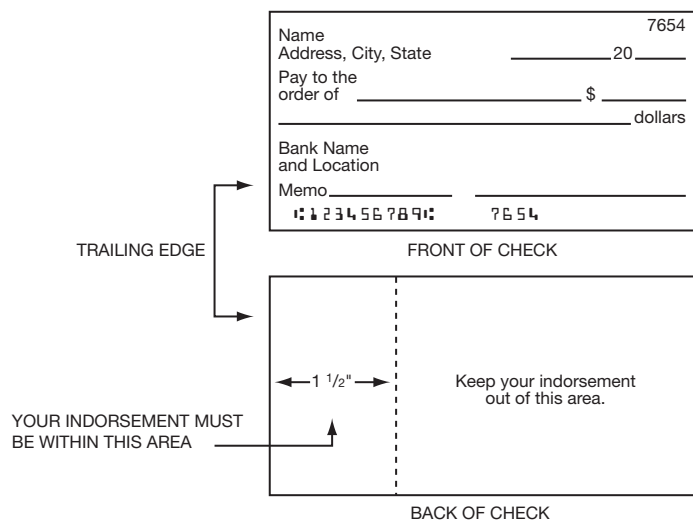 7654
Name
Address, City, State 20
Pay to the
order of $
dollars
Bank Name
and Location
Memo
⑆123456789⑆ 7654
TRAILING EDGE
FRONT OF CHECK
1 1/2"
Keep your indorsement
out of this area.
YOUR INDORSEMENT MUST
BE WITHIN THIS AREA
BACK OF CHECK